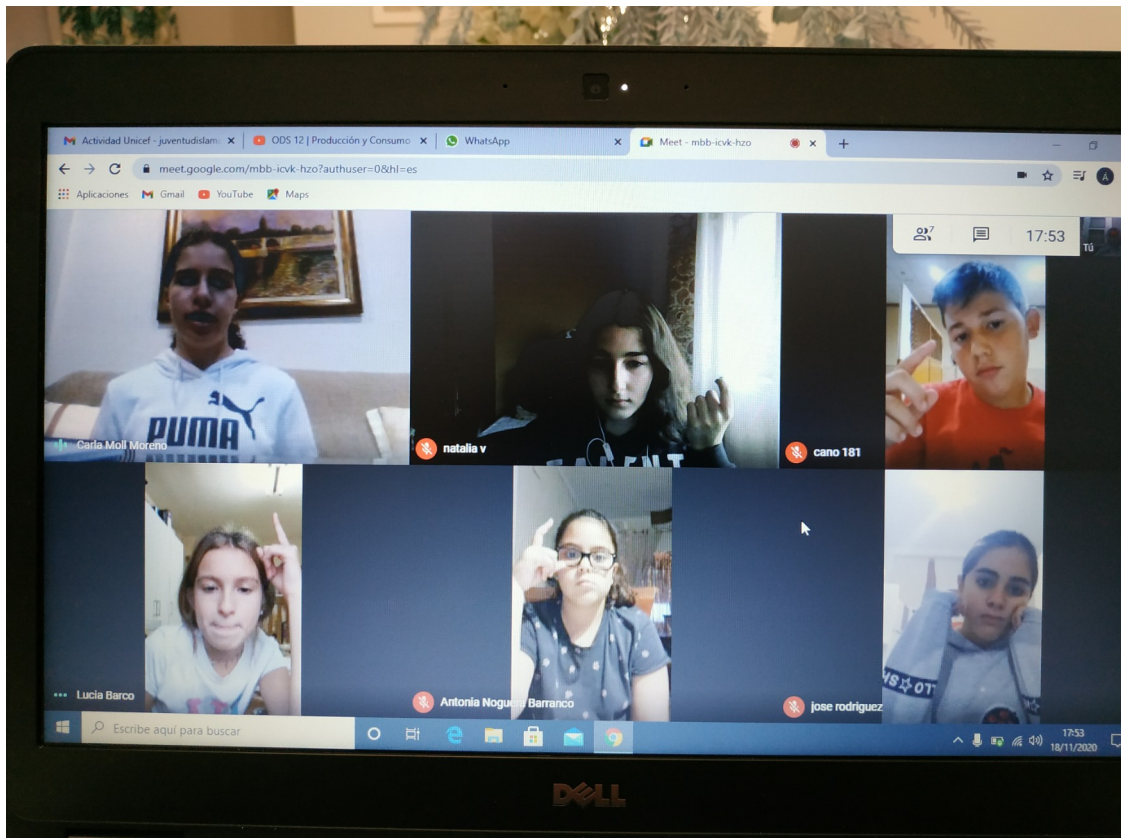 Actividad Unicef - juventudislam
ODS 12 | Producción y Consumo
WhatsApp
Meet - mbb-icvk-hzo
meet.google.com/mbb-icvk-hzo?authuser=0&hl=es
A
Aplicaciones
Gmail
YouTube
Maps
7
17:53
Tú
PUMA
Carla Moll Moreno
natalia v
cano 181
Lucia Barco
Antonia Noguera Barranco
jose rodriguez
Escribe aquí para buscar
17:53
18/11/2020
DELL